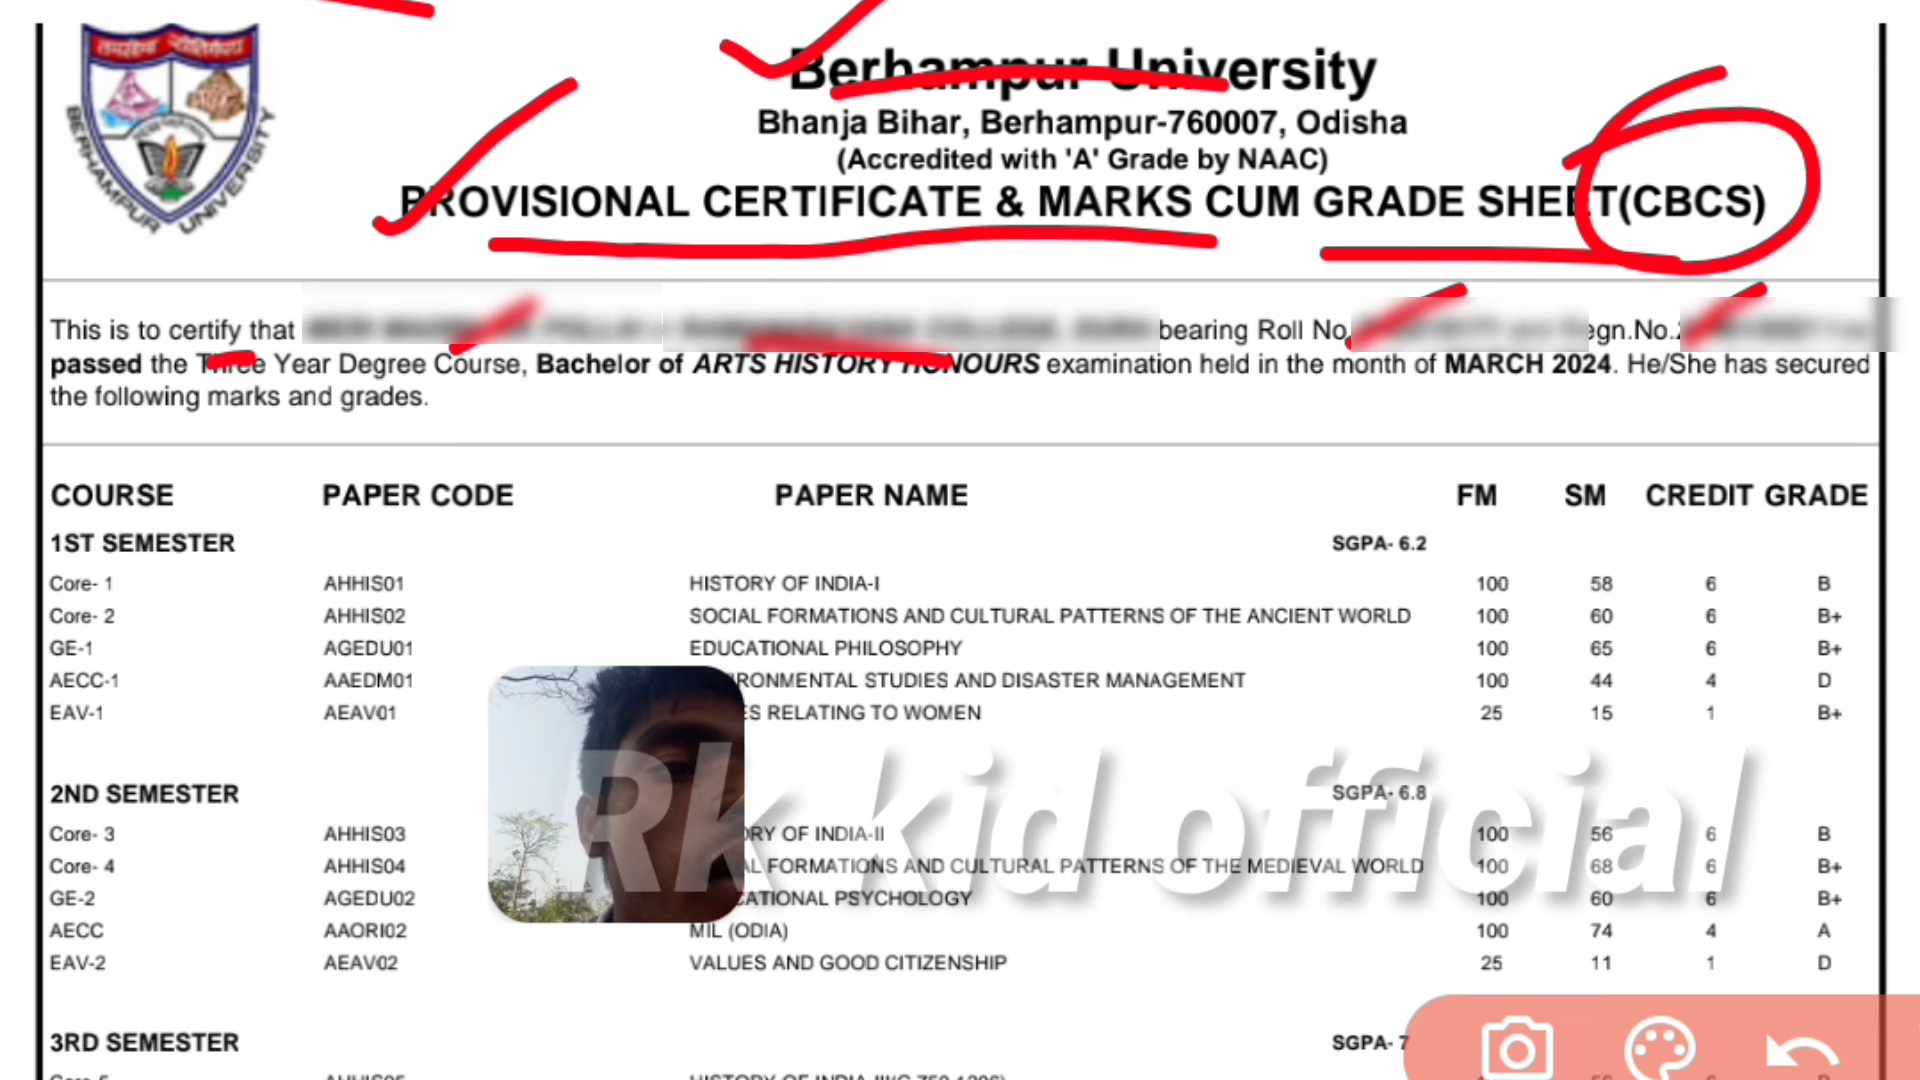 BERHAMPUR UNIVERSITY
Berhampur University
Bhanja Bihar, Berhampur-760007, Odisha
(Accredited with 'A' Grade by NAAC)
PROVISIONAL CERTIFICATE & MARKS CUM GRADE SHEET(CBCS)
This is to certify that bearing Roll No. egn.No.
passed the Three Year Degree Course, Bachelor of ARTS HISTORY HONOURS examination held in the month of MARCH 2024. He/She has secured
the following marks and grades.
COURSE PAPER CODE PAPER NAME FM SM CREDIT GRADE
1ST SEMESTER SGPA- 6.2
Core- 1 AHHIS01 HISTORY OF INDIA-I 100 58 6 B
Core- 2 AHHIS02 SOCIAL FORMATIONS AND CULTURAL PATTERNS OF THE ANCIENT WORLD 100 60 6 B+
GE-1 AGEDU01 EDUCATIONAL PHILOSOPHY 100 65 6 B+
AECC-1 AAEDM01 RONMENTAL STUDIES AND DISASTER MANAGEMENT 100 44 4 D
EAV-1 AEAV01 ES RELATING TO WOMEN 25 15 1 B+
Rk kid official
2ND SEMESTER SGPA- 6.8
Core- 3 AHHIS03 ORY OF INDIA-II 100 56 6 B
Core- 4 AHHIS04 AL FORMATIONS AND CULTURAL PATTERNS OF THE MEDIEVAL WORLD 100 68 6 B+
GE-2 AGEDU02 CATIONAL PSYCHOLOGY 100 60 6 B+
AECC AAORI02 MIL (ODIA) 100 74 4 A
EAV-2 AEAV02 VALUES AND GOOD CITIZENSHIP 25 11 1 D
3RD SEMESTER SGPA- 7